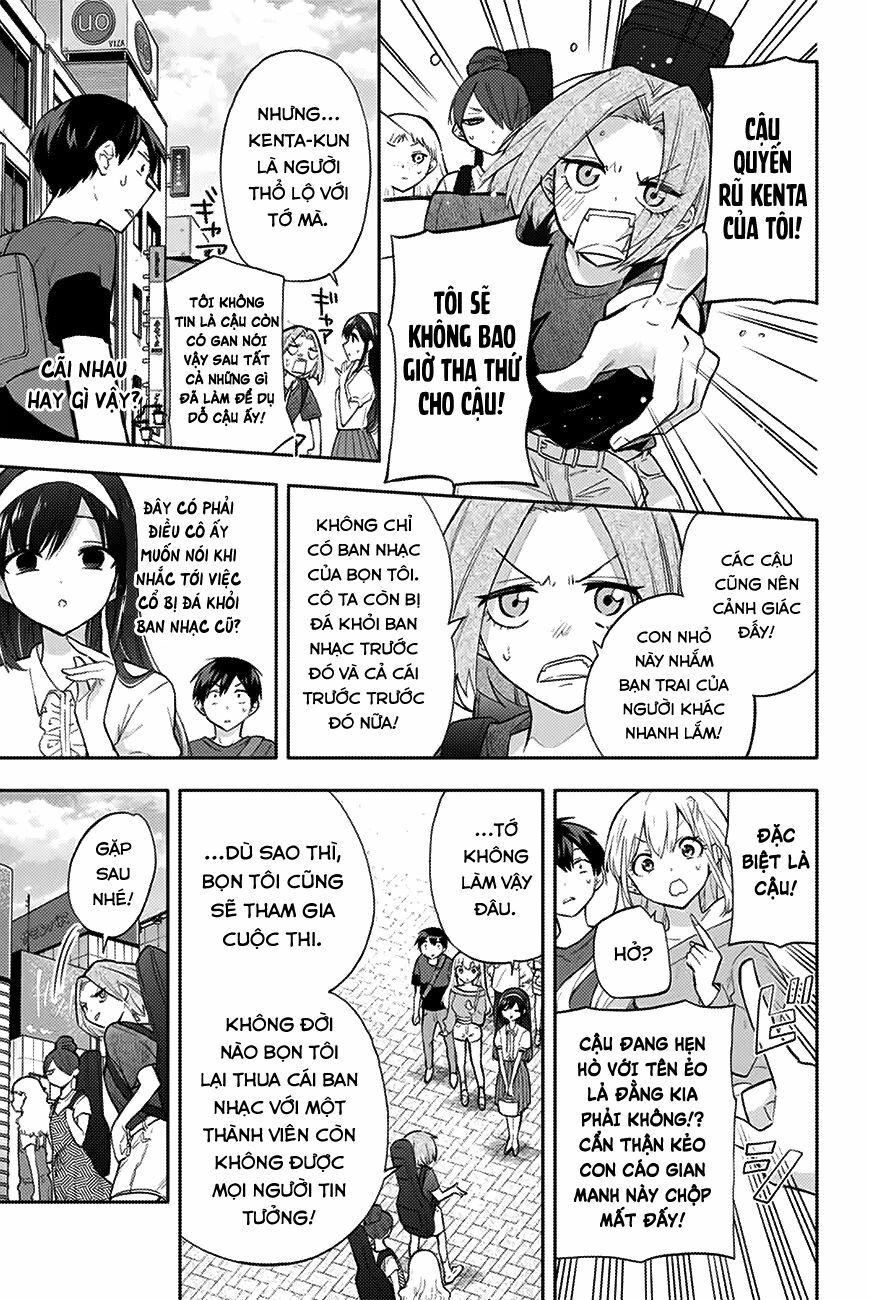 CẬU
QUYẾN
RŨ KENTA
CỦA TÔI!
TÔI SẼ
KHÔNG BAO
GIỜ THA THỨ
CHO CẬU!
NHƯNG...
KENTA-KUN
LÀ NGƯỜI
THỔ LỘ VỚI
TỚ MÀ.
TÔI KHÔNG
TIN LÀ CẬU CÒN
CÓ GAN NÓI
VẬY SAU TẤT
CẢ NHỮNG GÌ
ĐÃ LÀM ĐỂ DỤ
DỖ CẬU ẤY!
CÃI NHAU
HAY GÌ VẬY?
UO
VIZA
CÁC CẬU
CŨNG NÊN
CẢNH GIÁC
ĐẤY!
CON NHỎ
NÀY NHẮM
BẠN TRAI CỦA
NGƯỜI KHÁC
NHANH LẮM!
KHÔNG CHỈ
CÓ BAN NHẠC
CỦA BỌN TÔI.
CÔ TA CÒN BỊ
ĐÁ KHỎI BAN
NHẠC TRƯỚC
ĐÓ VÀ CẢ CÁI
TRƯỚC TRƯỚC
ĐÓ NỮA!
ĐÂY CÓ PHẢI
ĐIỀU CÔ ẤY
MUỐN NÓI KHI
NHẮC TỚI VIỆC
CỔ BỊ ĐÁ KHỎI
BAN NHẠC CŨ?
ĐẶC
BIỆT LÀ
CẬU!
HỞ?
CẬU ĐANG HẸN
HÒ VỚI TÊN ẺO
LẢ ĐẰNG KIA
PHẢI KHÔNG!?
CẨN THẬN KẺO
CON CÁO GIAN
MANH NÀY CHỘP
MẤT ĐẤY!
...TỚ
KHÔNG
LÀM VẬY
ĐÂU.
...DÙ SAO THÌ,
BỌN TÔI CŨNG
SẼ THAM GIA
CUỘC THI.
KHÔNG ĐỜI
NÀO BỌN TÔI
LẠI THUA CÁI BAN
NHẠC VỚI MỘT
THÀNH VIÊN CÒN
KHÔNG ĐƯỢC
MỌI NGƯỜI TIN
TƯỞNG!
GẶP
SAU
NHÉ!